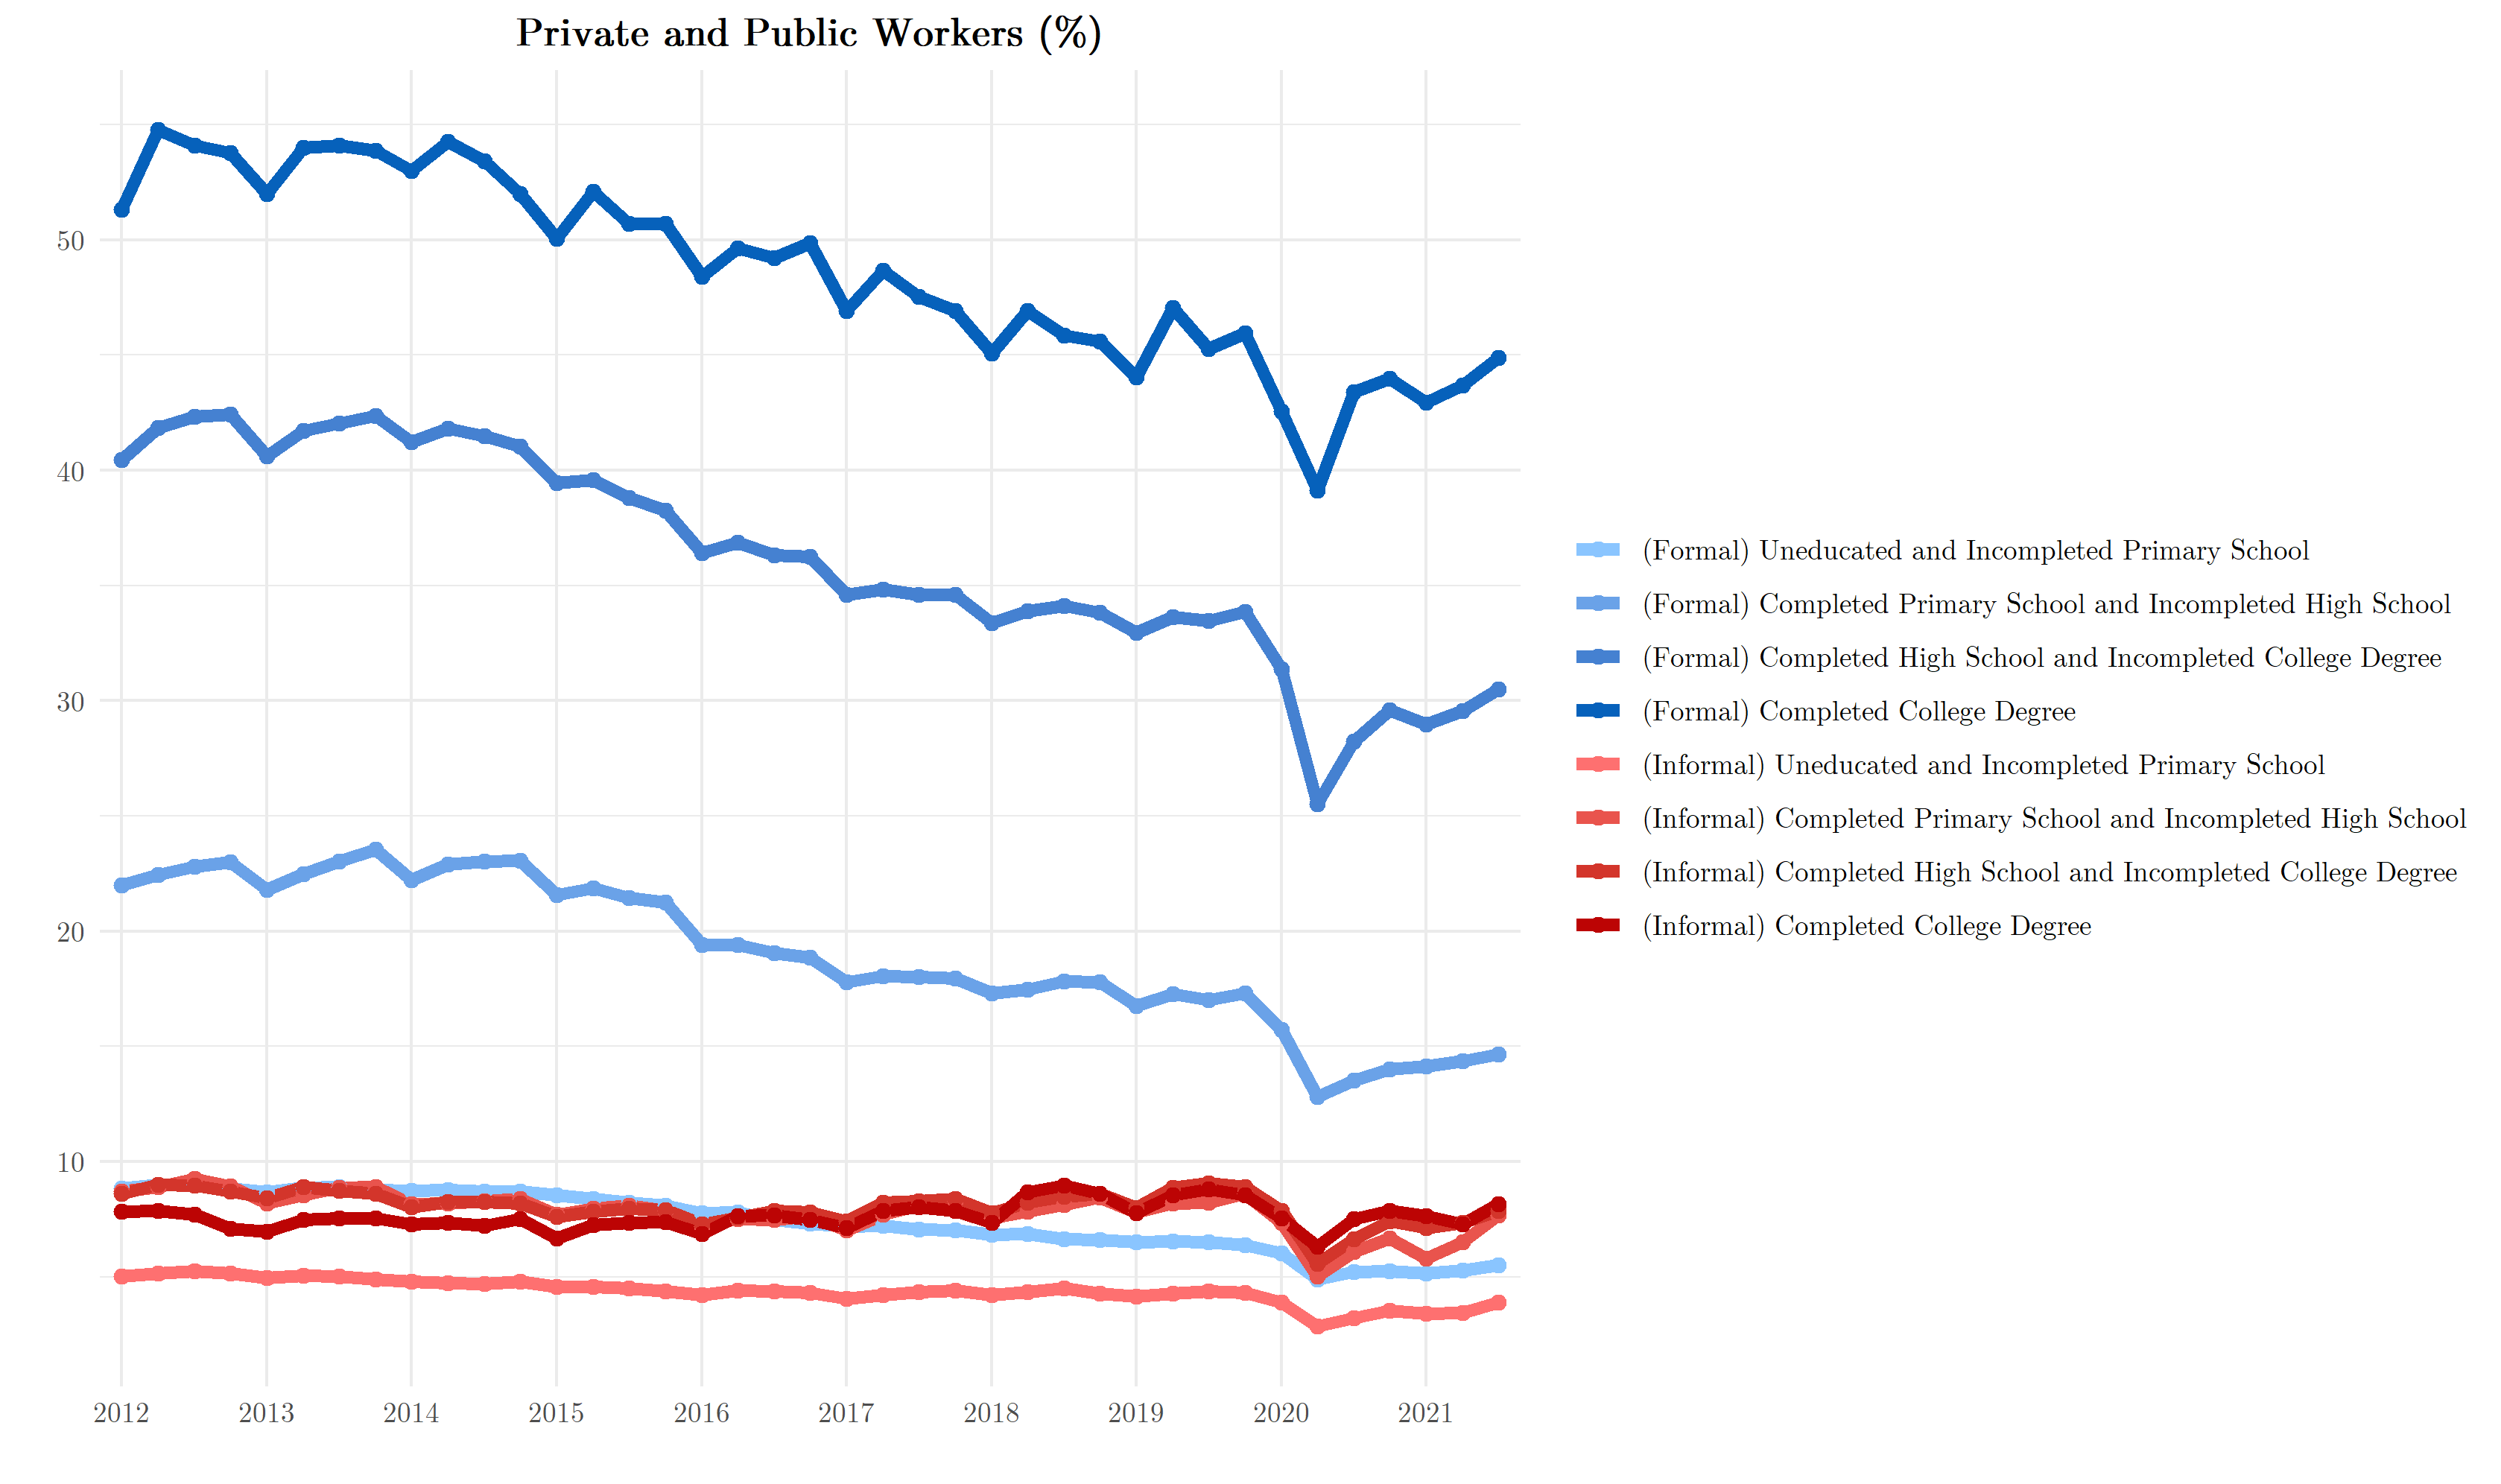 Private and Public Workers (%)
50
40
30
20
10
2012 2013 2014 2015 2016 2017 2018 2019 2020 2021
(Formal) Uneducated and Incompleted Primary School
(Formal) Completed Primary School and Incompleted High School
(Formal) Completed High School and Incompleted College Degree
(Formal) Completed College Degree
(Informal) Uneducated and Incompleted Primary School
(Informal) Completed Primary School and Incompleted High School
(Informal) Completed High School and Incompleted College Degree
(Informal) Completed College Degree